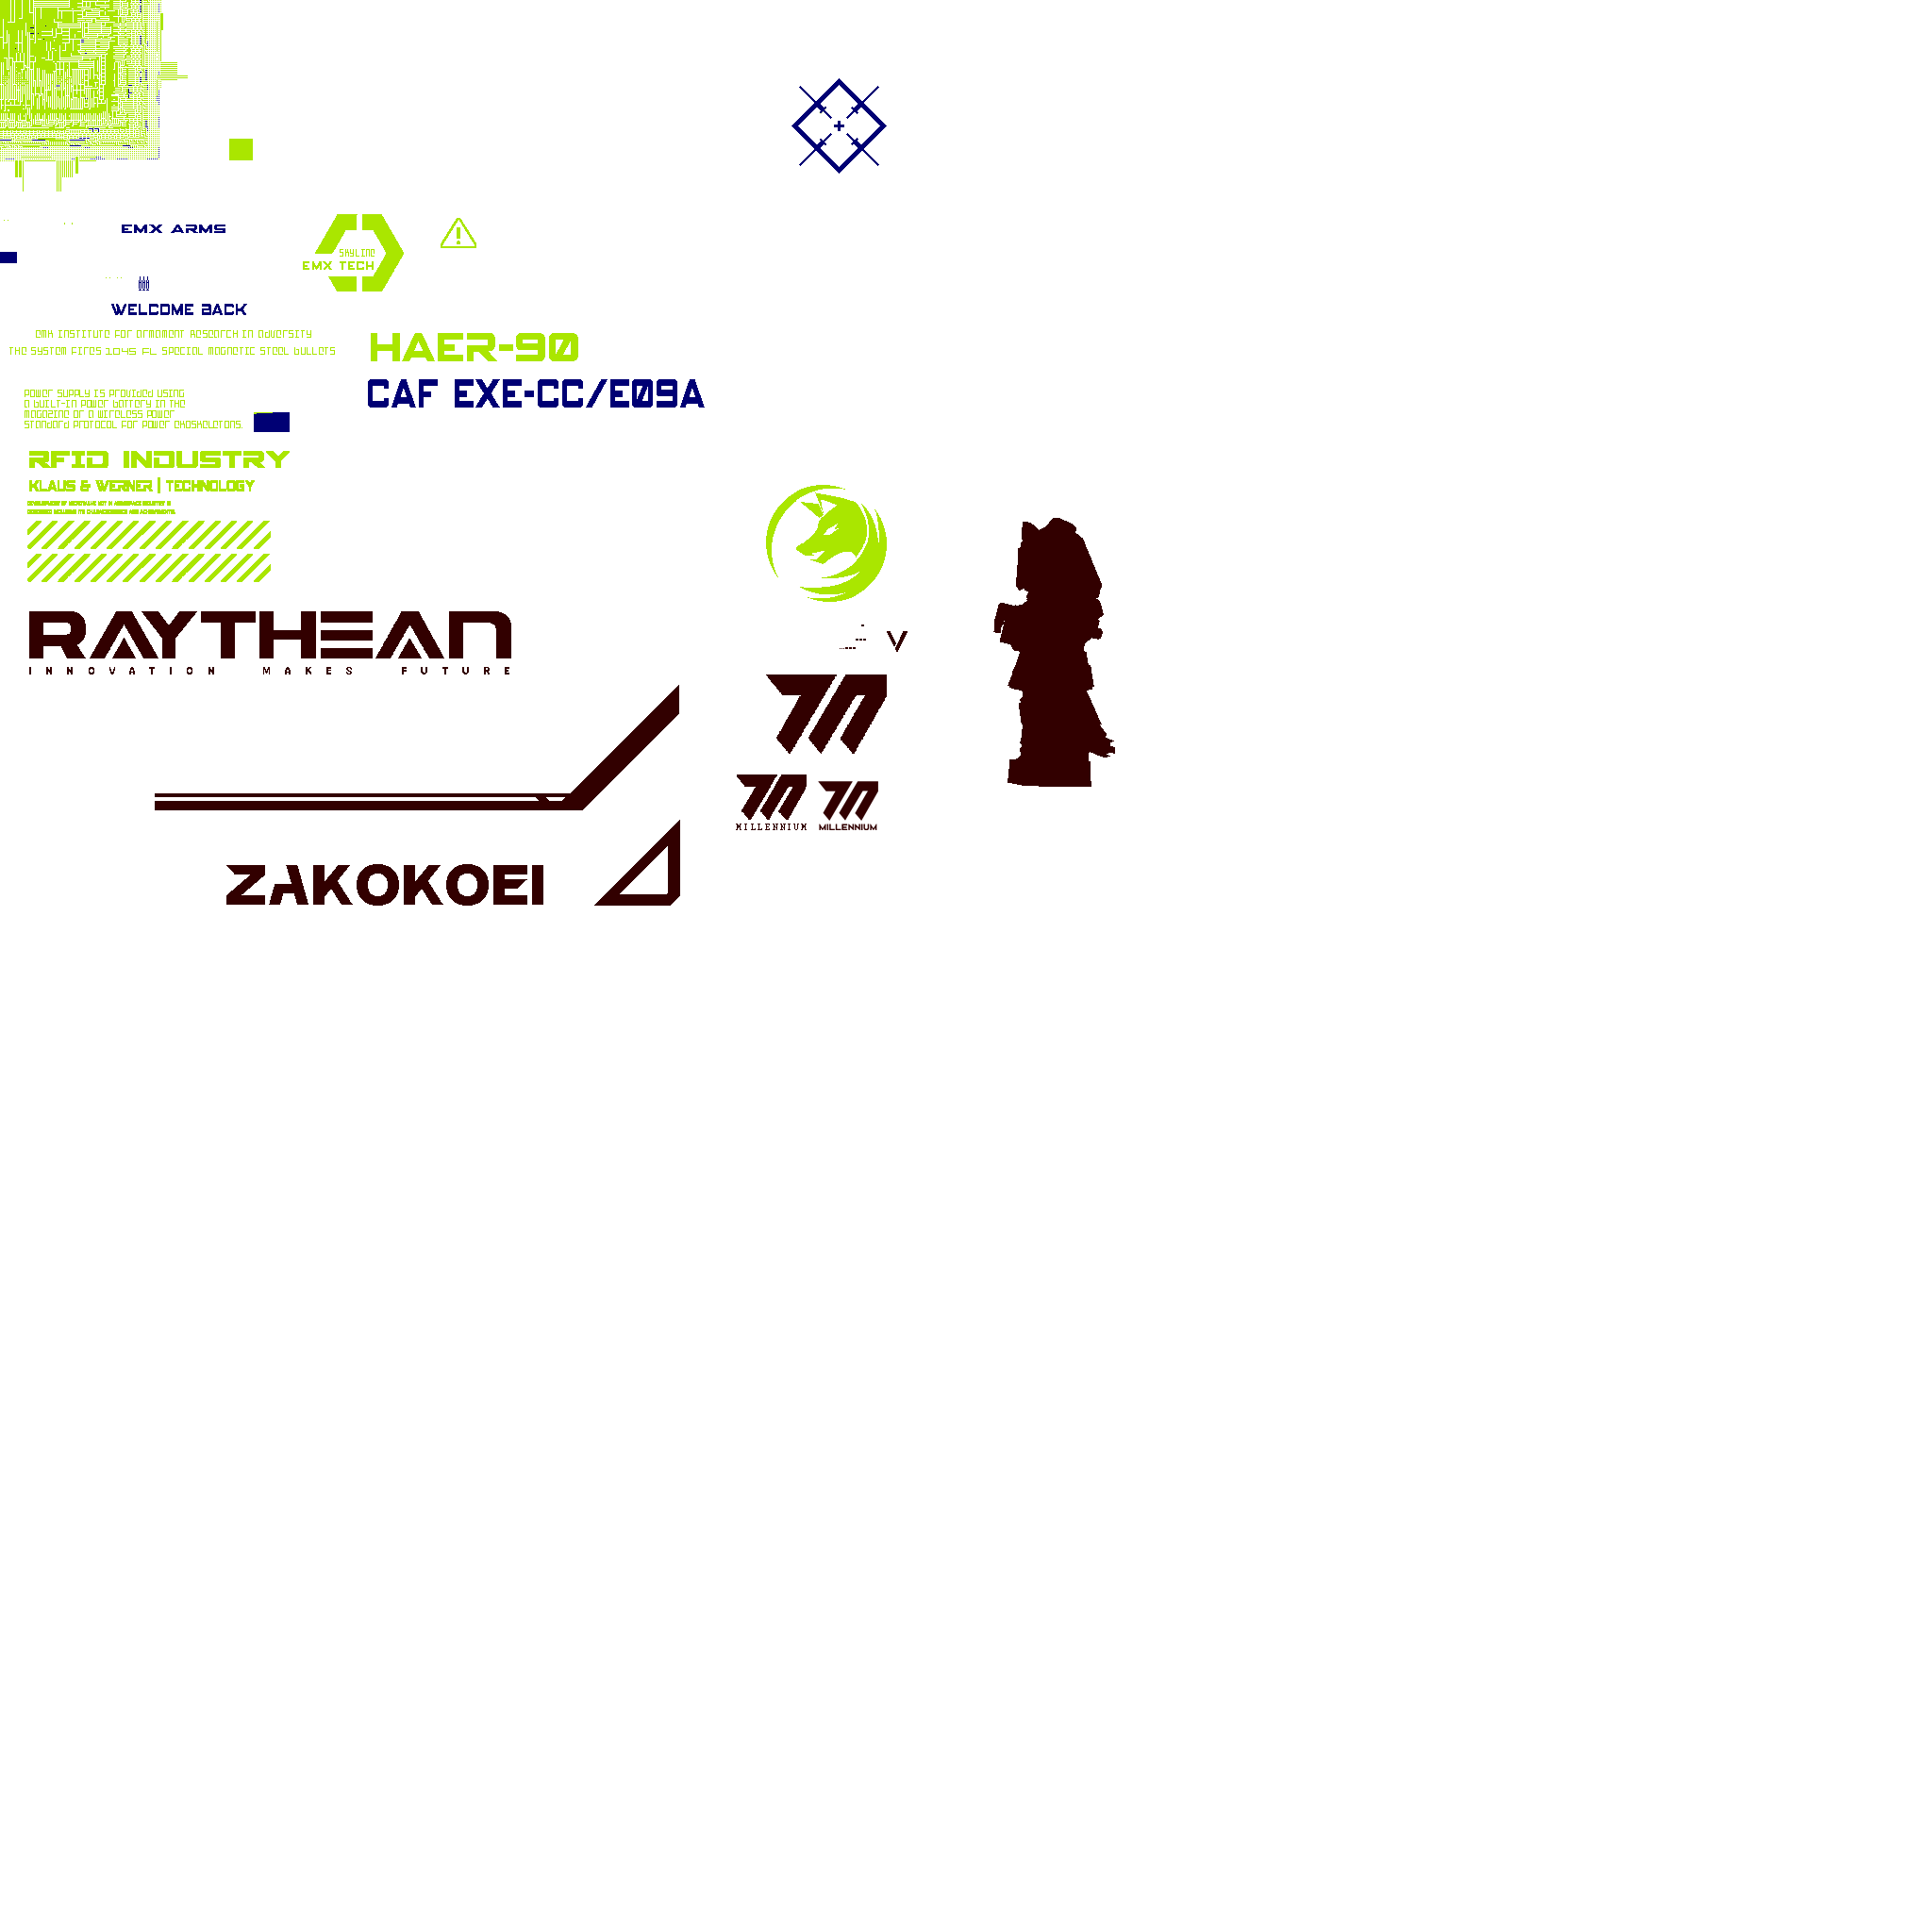 EMX ARMS
SKYLINE
EMX TECH
WELCOME BACK
EMX INSTITUTE FOR ARMAMENT RESEARCH IN ADVERSITY
THE SYSTEM FIRES 1045 FL SPECIAL MAGNETIC STEEL BULLETS
HAER-90
CAF EXE-CC/E09A
POWER SUPPLY IS PROVIDED USING
A BUILT-IN POWER BATTERY IN THE
MAGAZINE OR A WIRELESS POWER
STANDARD PROTOCOL FOR POWER EXOSKELETONS.
RFID INDUSTRY
KLAUS & WERNER | TECHNOLOGY
RAYTHEAN
INNOVATION MAKES FUTURE
MILLENNIUM
MILLENNIUM
ZAKOKOEI